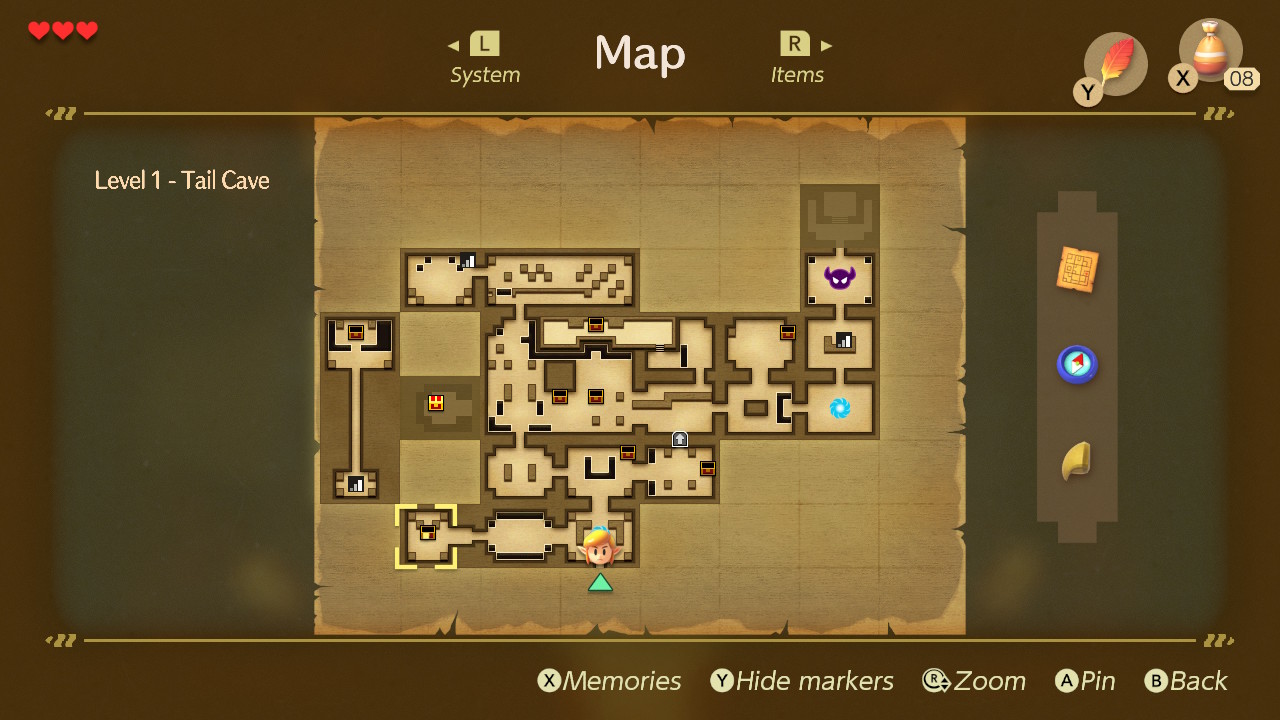 L
System
Map
R
Items
Y
X
08
Level 1 - Tail Cave
X Memories
Y Hide markers
R Zoom
A Pin
B Back